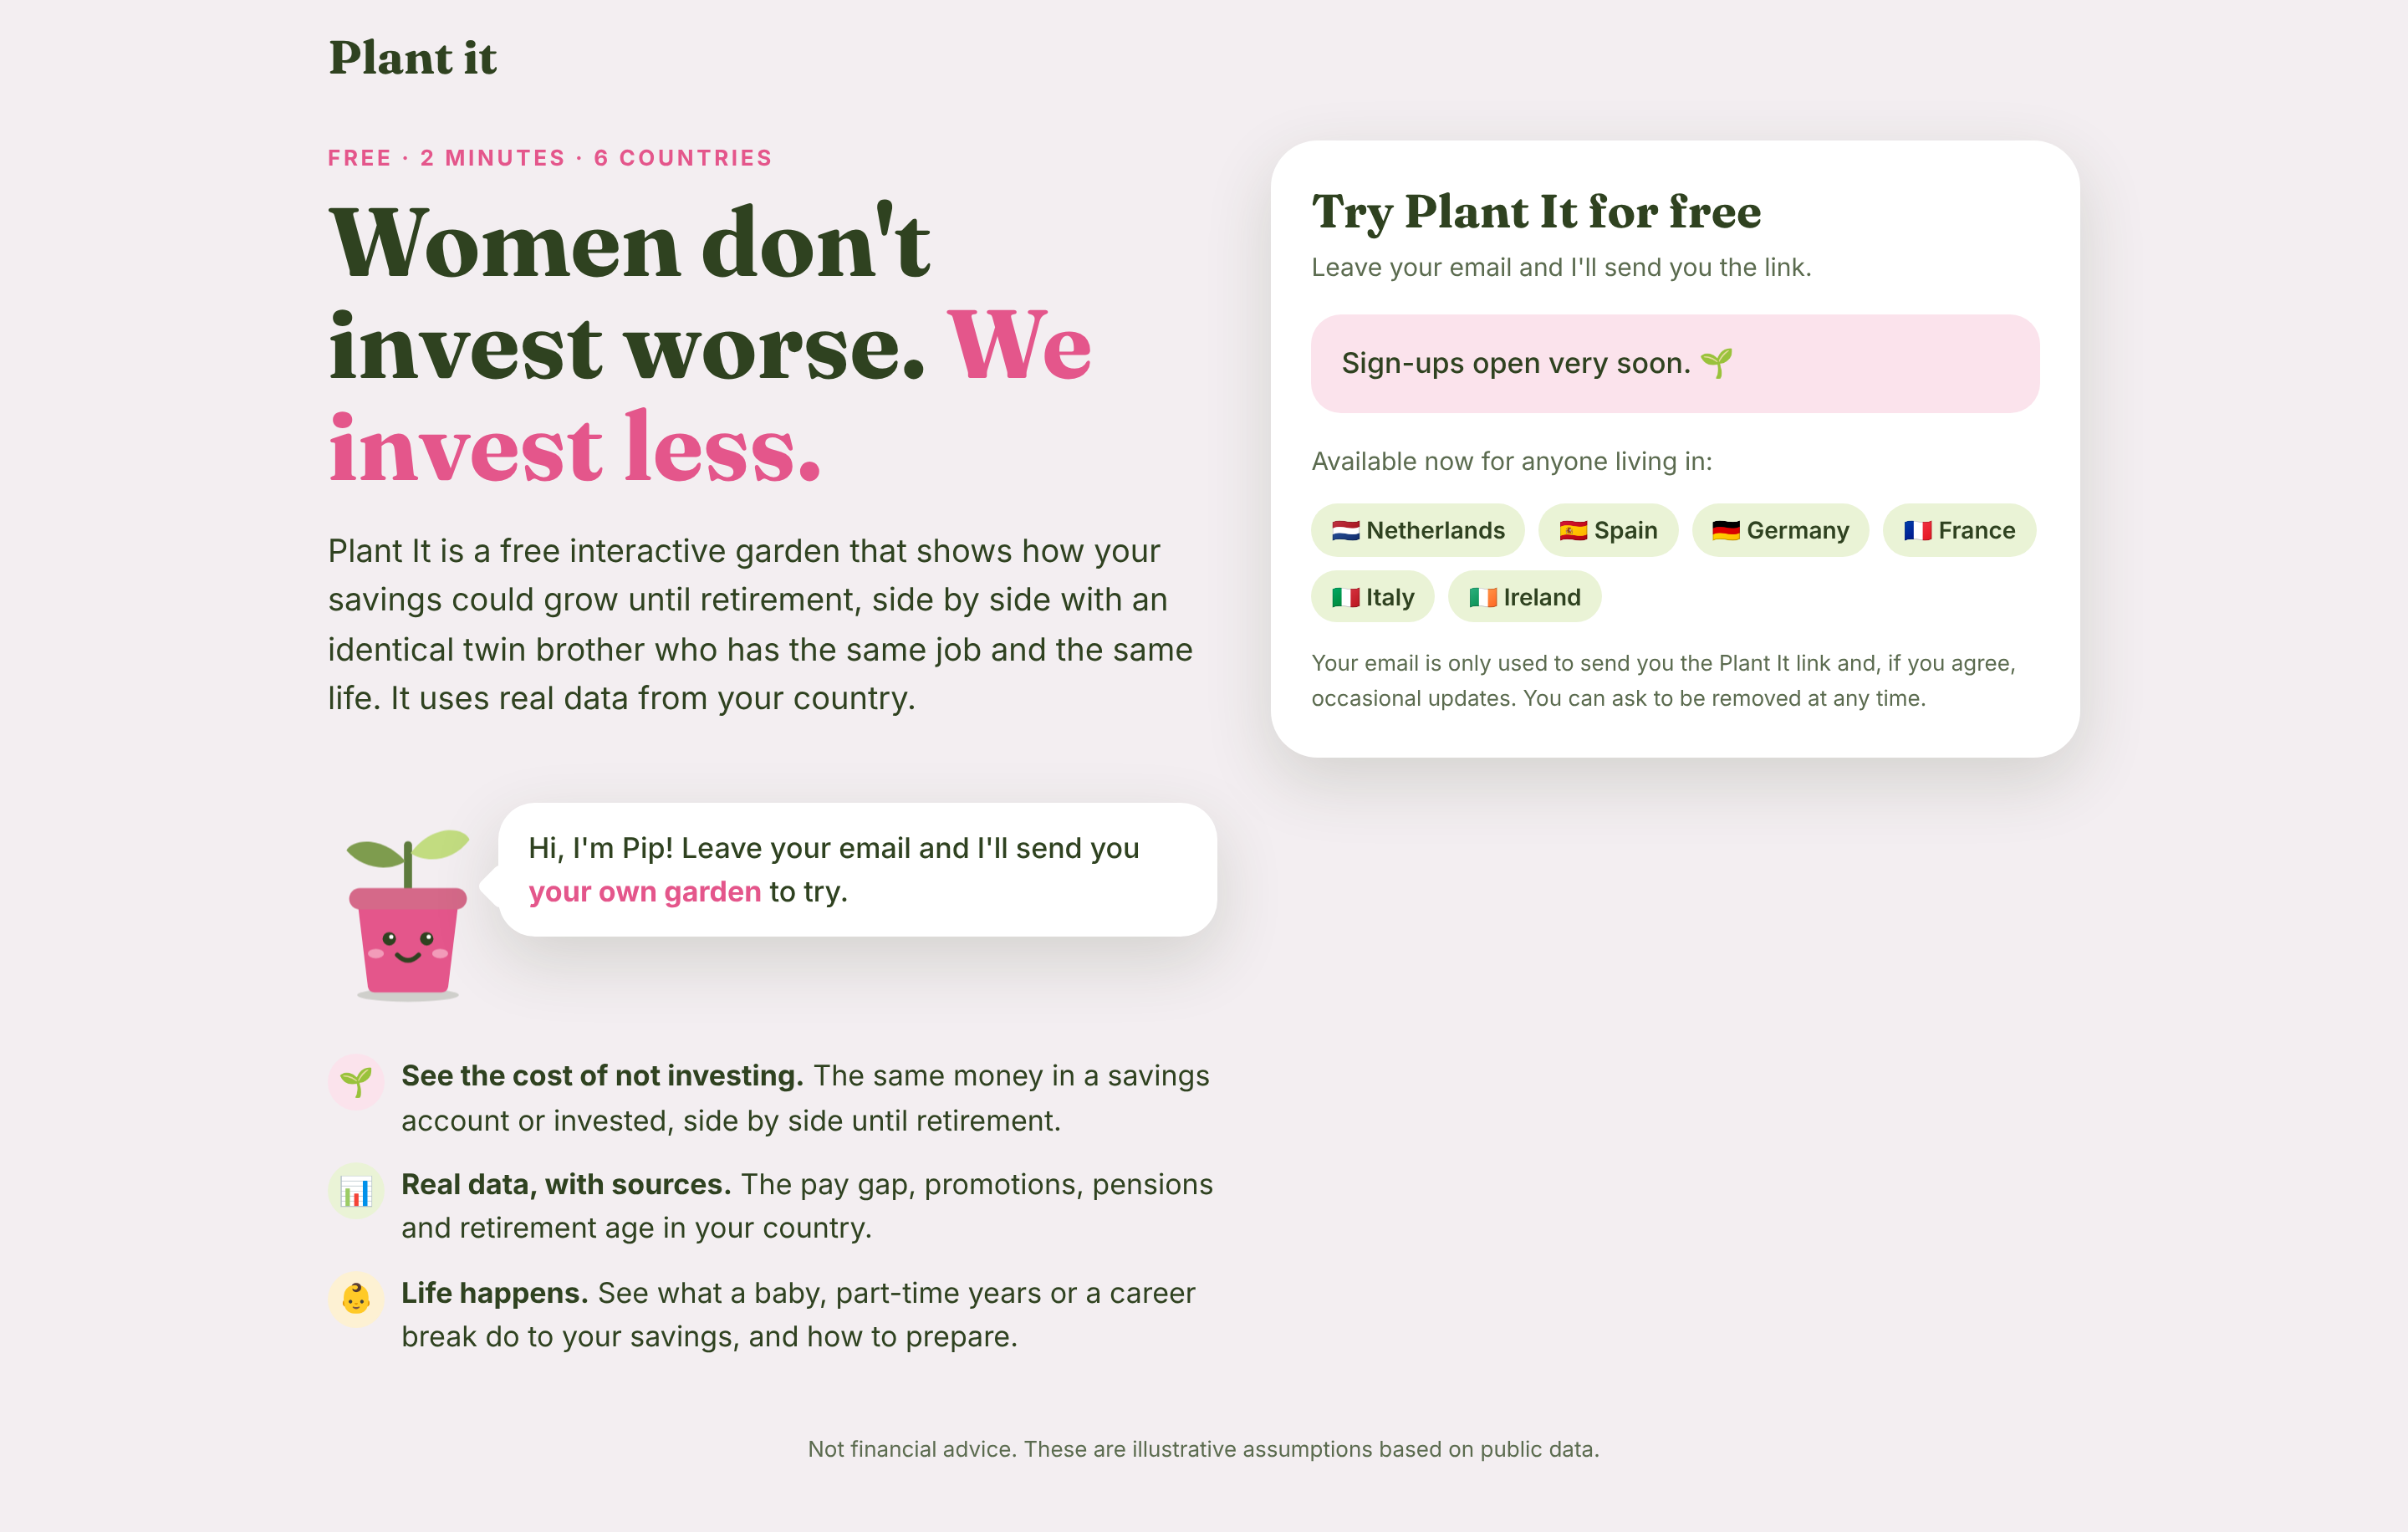 Plant it
FREE · 2 MINUTES · 6 COUNTRIES
Women don't
invest worse. We
invest less.
Plant It is a free interactive garden that shows how your
savings could grow until retirement, side by side with an
identical twin brother who has the same job and the same
life. It uses real data from your country.
Hi, I'm Pip! Leave your email and I'll send you
your own garden to try.
See the cost of not investing. The same money in a savings
account or invested, side by side until retirement.
Real data, with sources. The pay gap, promotions, pensions
and retirement age in your country.
Life happens. See what a baby, part-time years or a career
break do to your savings, and how to prepare.
Try Plant It for free
Leave your email and I'll send you the link.
Sign-ups open very soon. 🌱
Available now for anyone living in:
🇳🇱 Netherlands 🇪🇸 Spain 🇩🇪 Germany 🇫🇷 France
🇮🇹 Italy 🇮🇪 Ireland
Your email is only used to send you the Plant It link and, if you agree,
occasional updates. You can ask to be removed at any time.
Not financial advice. These are illustrative assumptions based on public data.